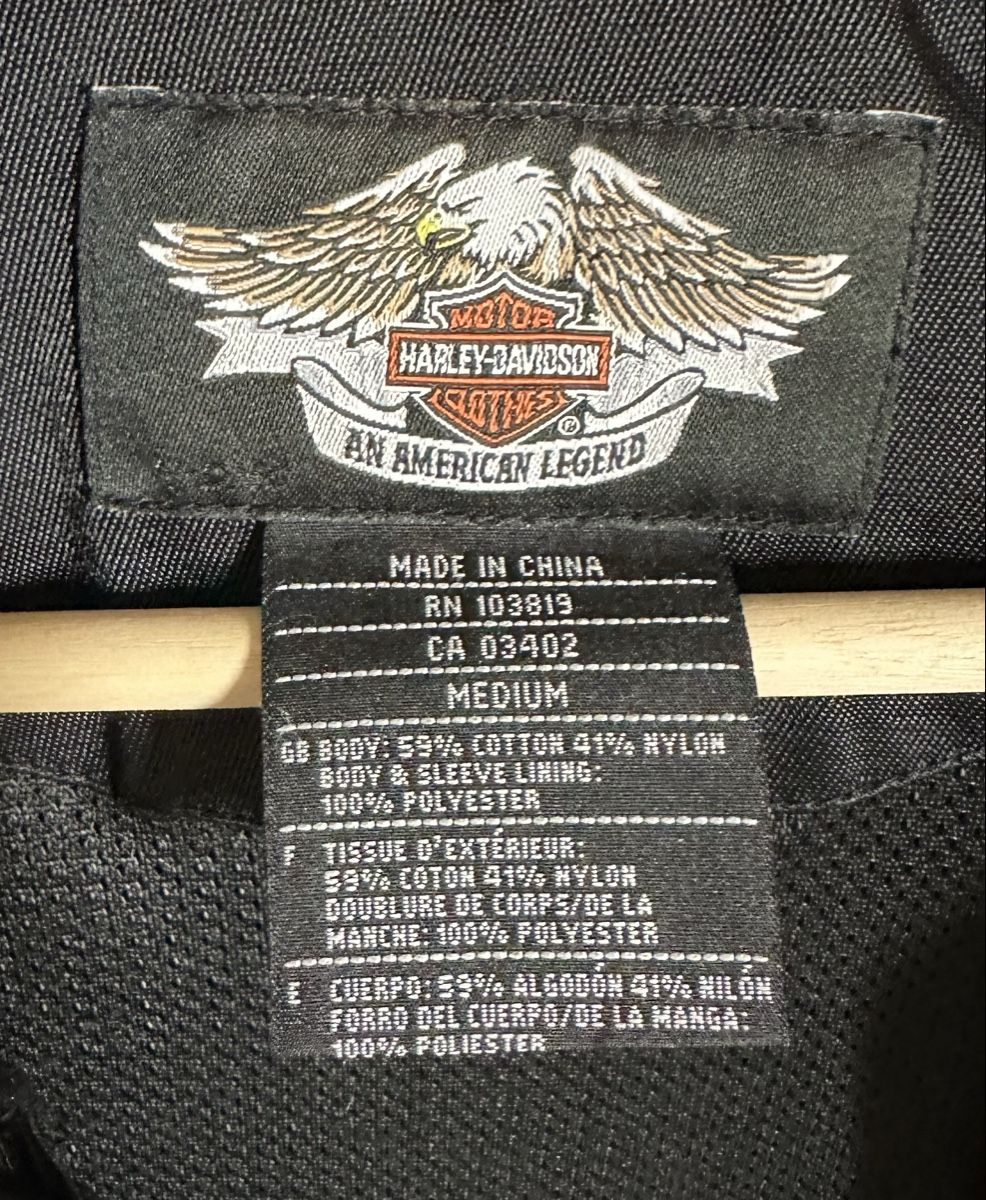 MOTOR
HARLEY-DAVIDSON
CLOTHES
®
AN AMERICAN LEGEND
MADE IN CHINA
RN 103819
CA 03402
MEDIUM
GB BODY: 59% COTTON 41% NYLON
BODY & SLEEVE LINING:
100% POLYESTER
F TISSUE D'EXTÉRIEUR:
59% COTON 41% NYLON
DOUBLURE DE CORPS/DE LA
MANCHE: 100% POLYESTER
E CUERPO: 59% ALGODÓN 41% NILÓN
FORRO DEL CUERPO/DE LA MANGA:
100% POLIESTER